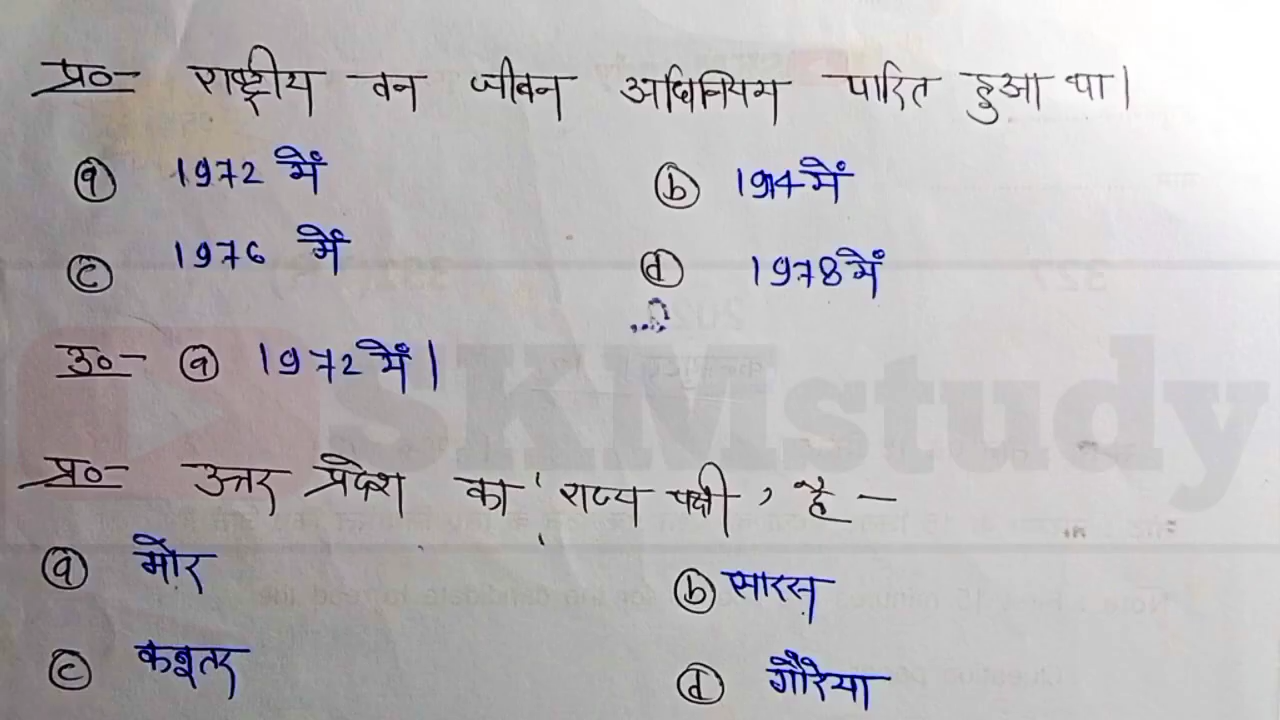 प्र०- राष्ट्रीय वन जीवन अधिनियम पारित हुआ था।
ⓐ 1972 में ⓑ 1974 में
ⓒ 1976 में ⓓ 1978 में
उ०- ⓐ 1972 में।
SKMstudy
प्र०- उत्तर प्रदेश का 'राज्य पक्षी' है -
ⓐ मोर ⓑ सारस
ⓒ कबूतर ⓓ गौरैया